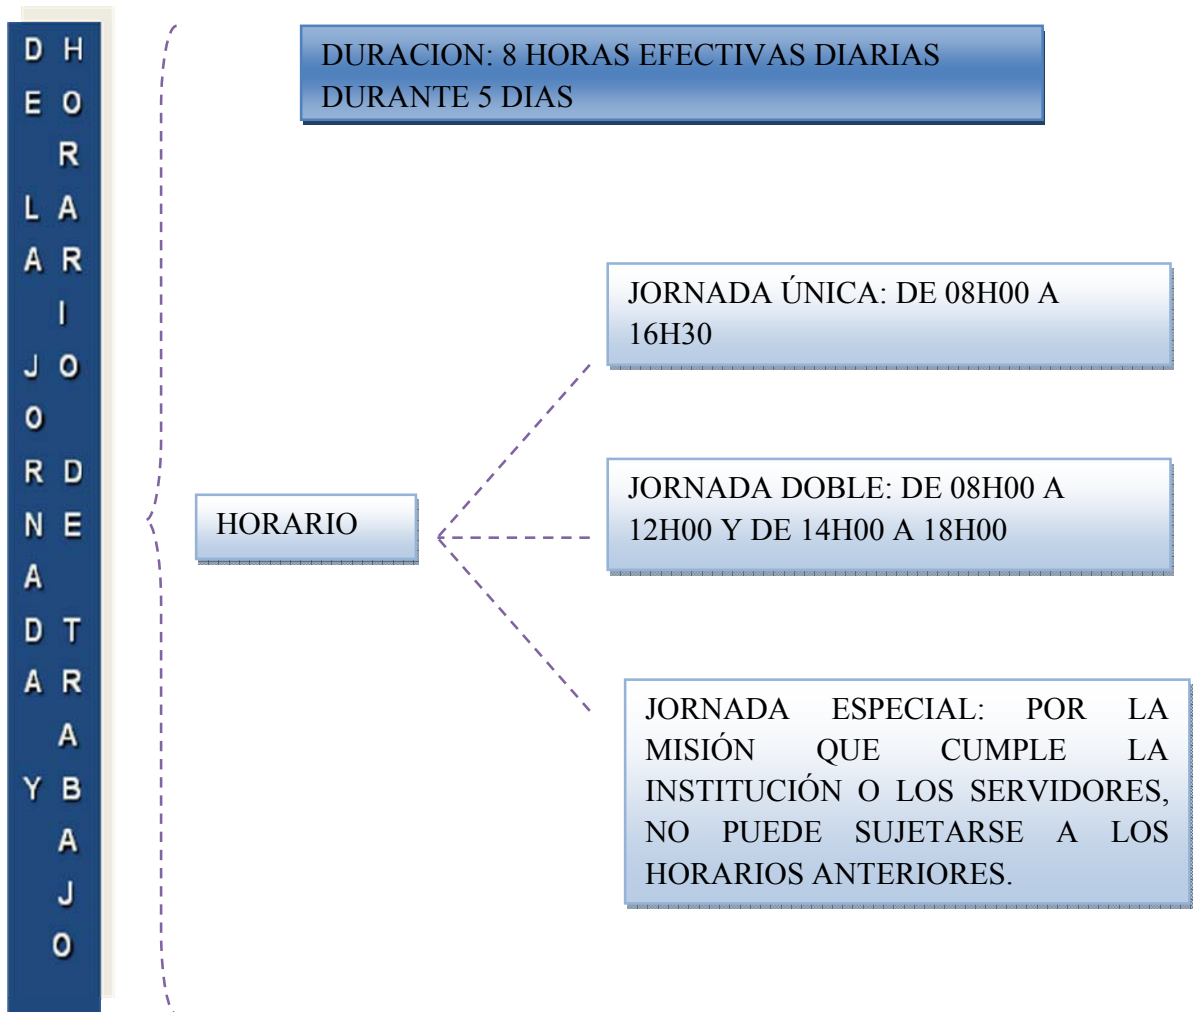 DE LA JORNADA Y
HORARIO DE TRABAJO
DURACION: 8 HORAS EFECTIVAS DIARIAS
DURANTE 5 DIAS
HORARIO
JORNADA ÚNICA: DE 08H00 A
16H30
JORNADA DOBLE: DE 08H00 A
12H00 Y DE 14H00 A 18H00
JORNADA ESPECIAL: POR LA
MISIÓN QUE CUMPLE LA
INSTITUCIÓN O LOS SERVIDORES,
NO PUEDE SUJETARSE A LOS
HORARIOS ANTERIORES.